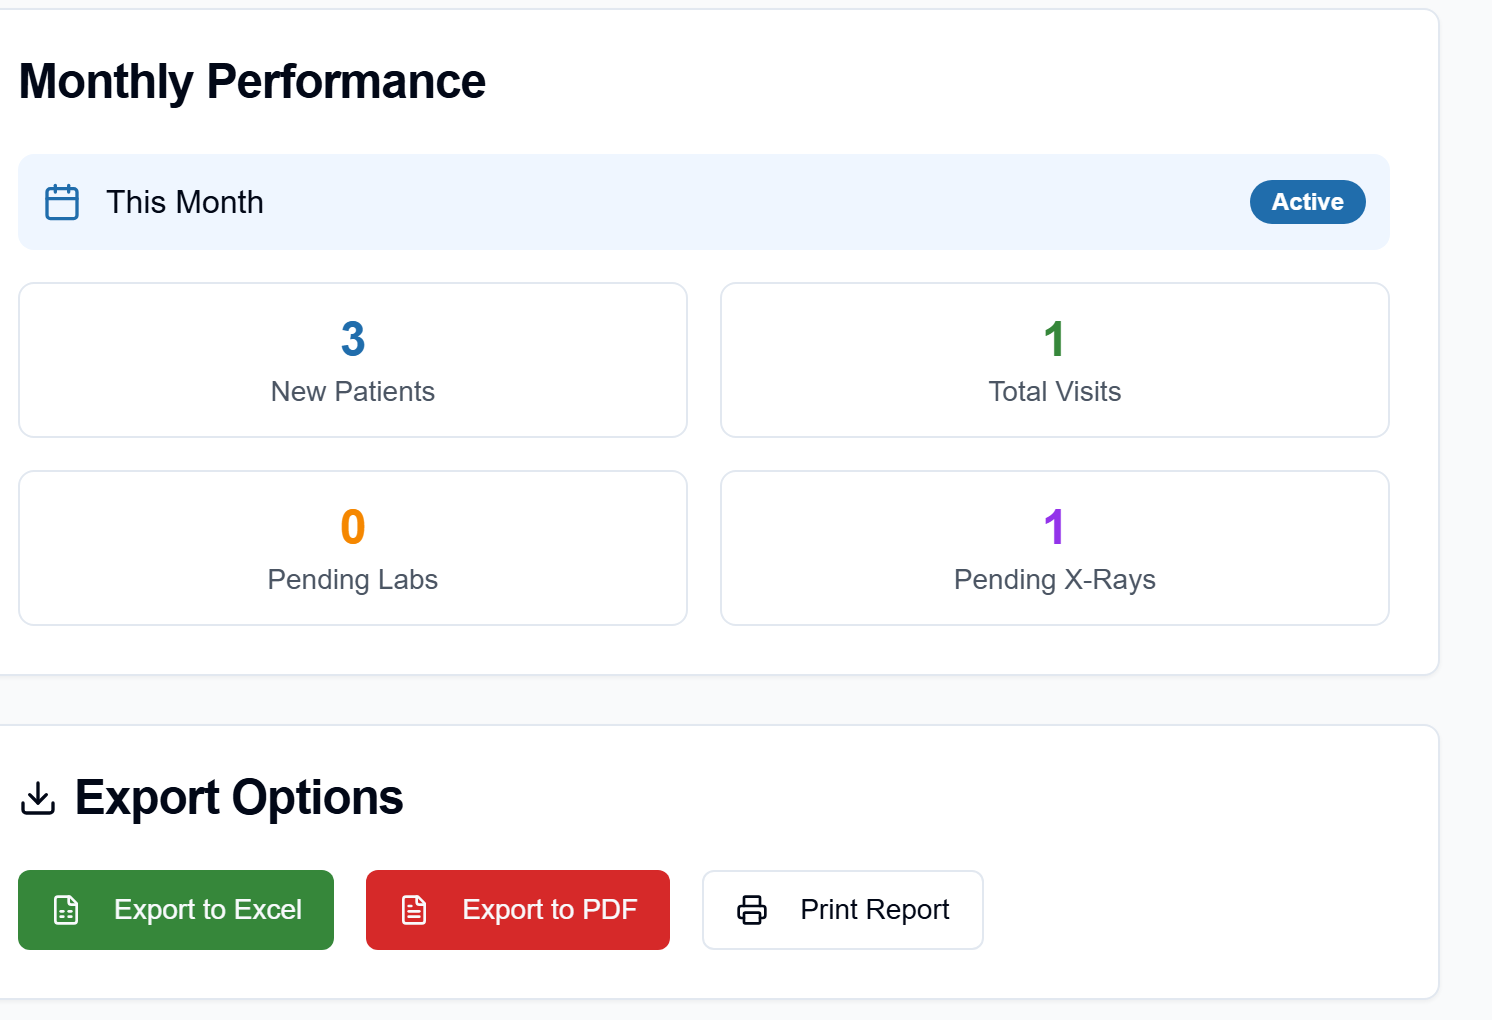 Monthly Performance
This Month
Active
3
New Patients
1
Total Visits
0
Pending Labs
1
Pending X-Rays
Export Options
Export to Excel
Export to PDF
Print Report